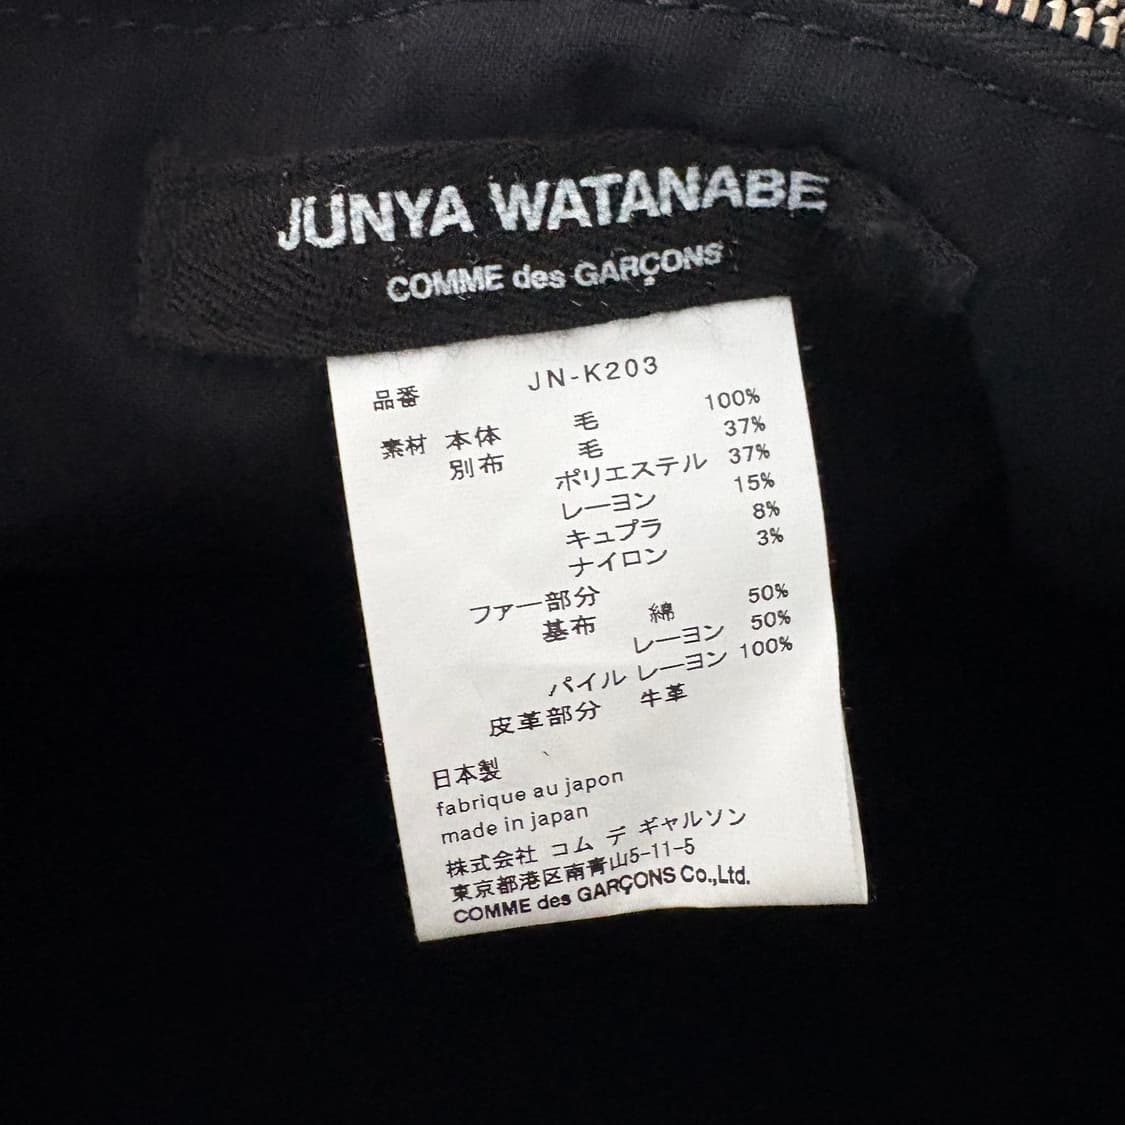 JUNYA WATANABE
COMME des GARÇONS
品番 JN-K203
素材 本体 毛 100%
別布 毛 37%
ポリエステル 37%
レーヨン 15%
キュプラ 8%
ナイロン 3%
ファー部分
基布 綿 50%
レーヨン 50%
パイル レーヨン 100%
皮革部分 牛革
日本製
fabrique au japon
made in japan
株式会社 コム デ ギャルソン
東京都港区南青山5-11-5
COMME des GARÇONS Co.,Ltd.